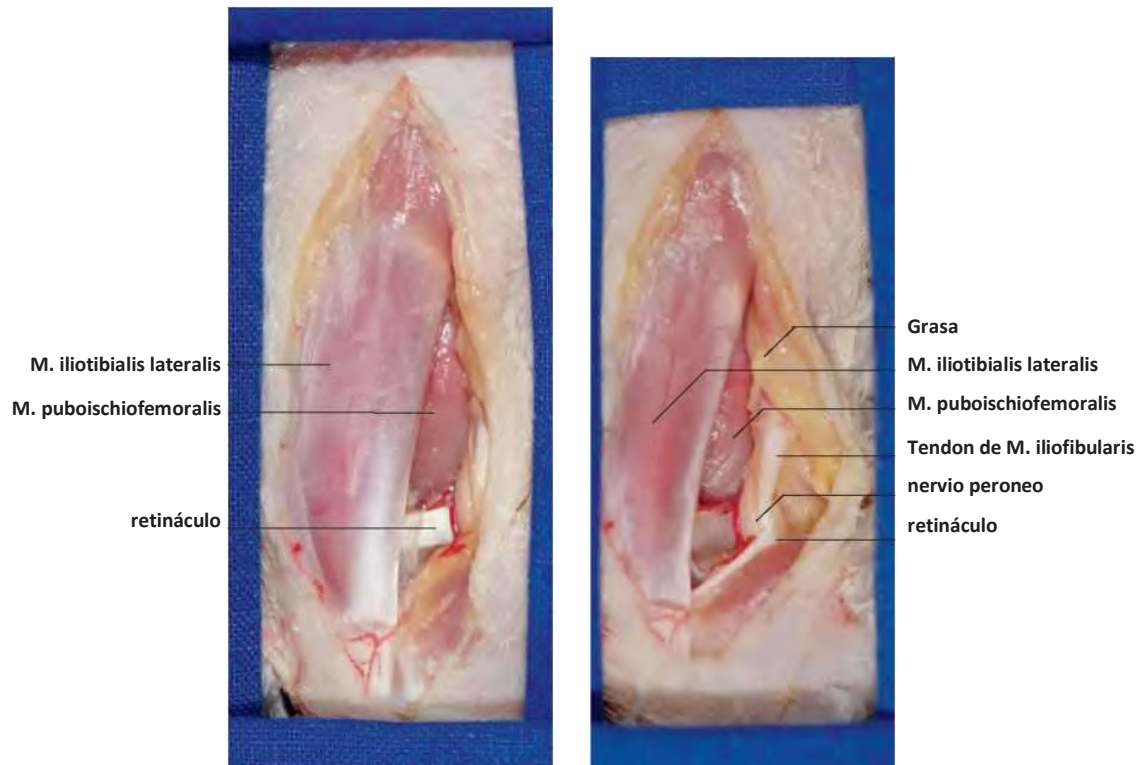 M. iliotibialis lateralis
M. puboischiofemoralis
retináculo
Grasa
M. iliotibialis lateralis
M. puboischiofemoralis
Tendon de M. iliofibularis
nervio peroneo
retináculo